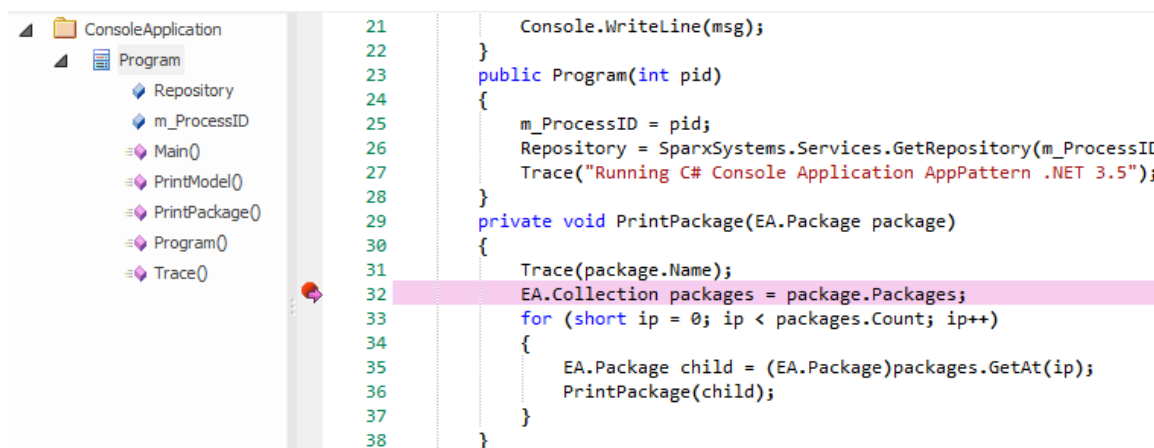 ConsoleApplication
Program
Repository
m_ProcessID
Main()
PrintModel()
PrintPackage()
Program()
Trace()
21 Console.WriteLine(msg);
22 }
23 public Program(int pid)
24 {
25 m_ProcessID = pid;
26 Repository = SparxSystems.Services.GetRepository(m_ProcessID
27 Trace("Running C# Console Application AppPattern .NET 3.5");
28 }
29 private void PrintPackage(EA.Package package)
30 {
31 Trace(package.Name);
32 EA.Collection packages = package.Packages;
33 for (short ip = 0; ip < packages.Count; ip++)
34 {
35 EA.Package child = (EA.Package)packages.GetAt(ip);
36 PrintPackage(child);
37 }
38 }